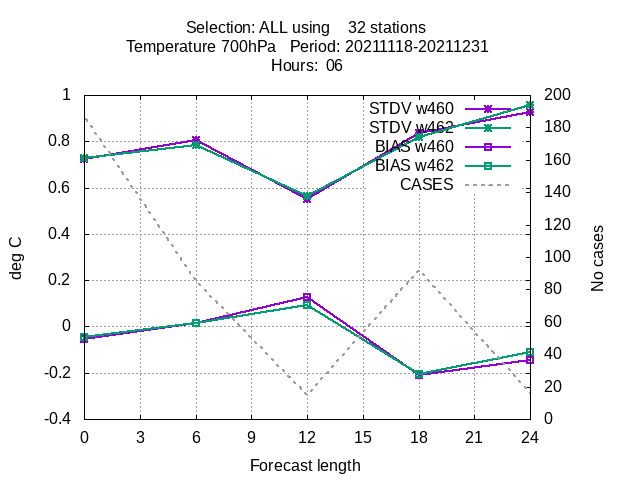 Selection: ALL using    32 stations
Temperature 700hPa   Period: 20211118-20211231
Hours:  06
1
0.8
0.6
0.4
0.2
0
-0.2
-0.4
deg C
STDV w460
STDV w462
BIAS w460
BIAS w462
CASES
200
180
160
140
120
100
80
60
40
20
0
No cases
0 3 6 9 12 15 18 21 24
Forecast length